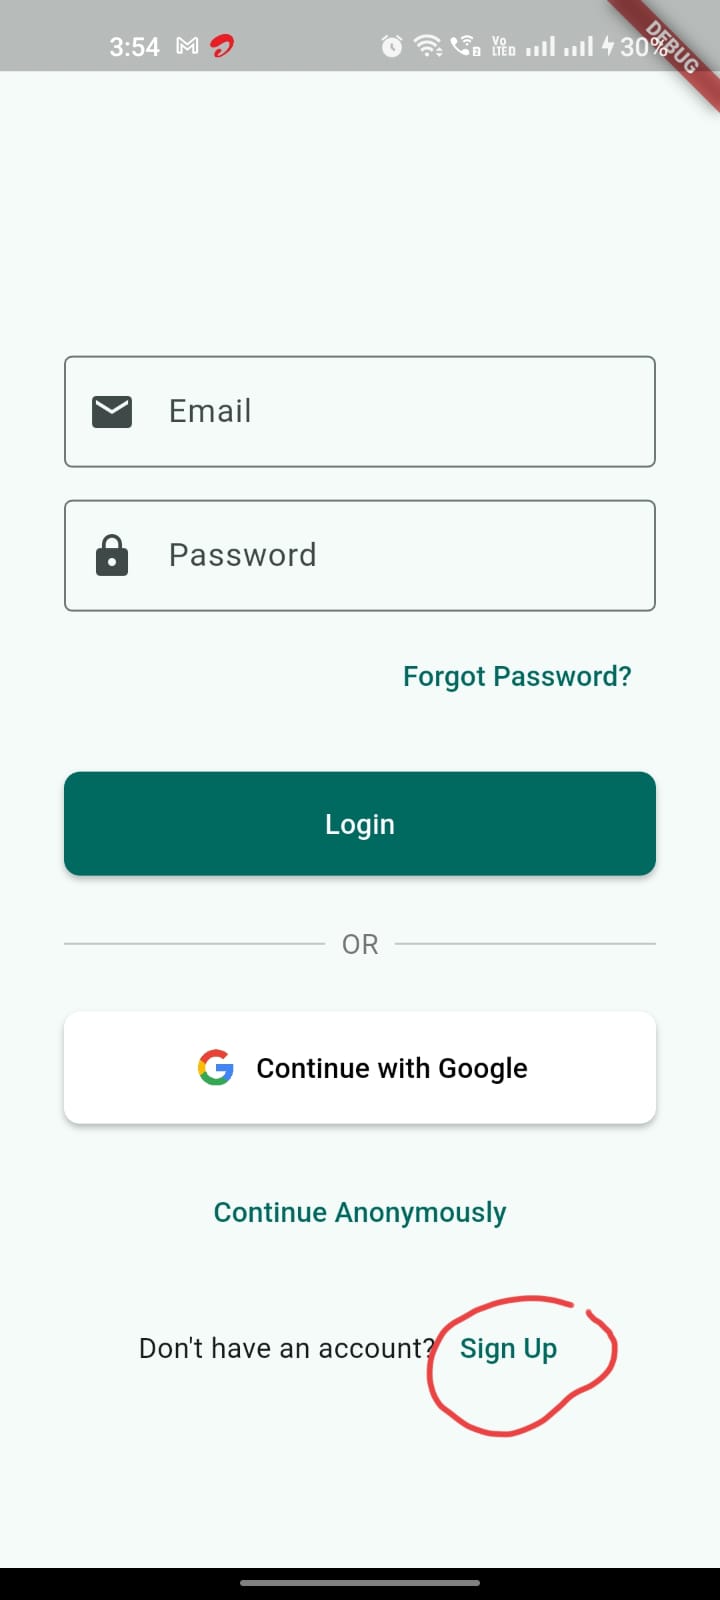 3:54 Vo LTED 30%
DEBUG
Email
Password
Forgot Password?
Login
OR
Continue with Google
Continue Anonymously
Don't have an account? Sign Up